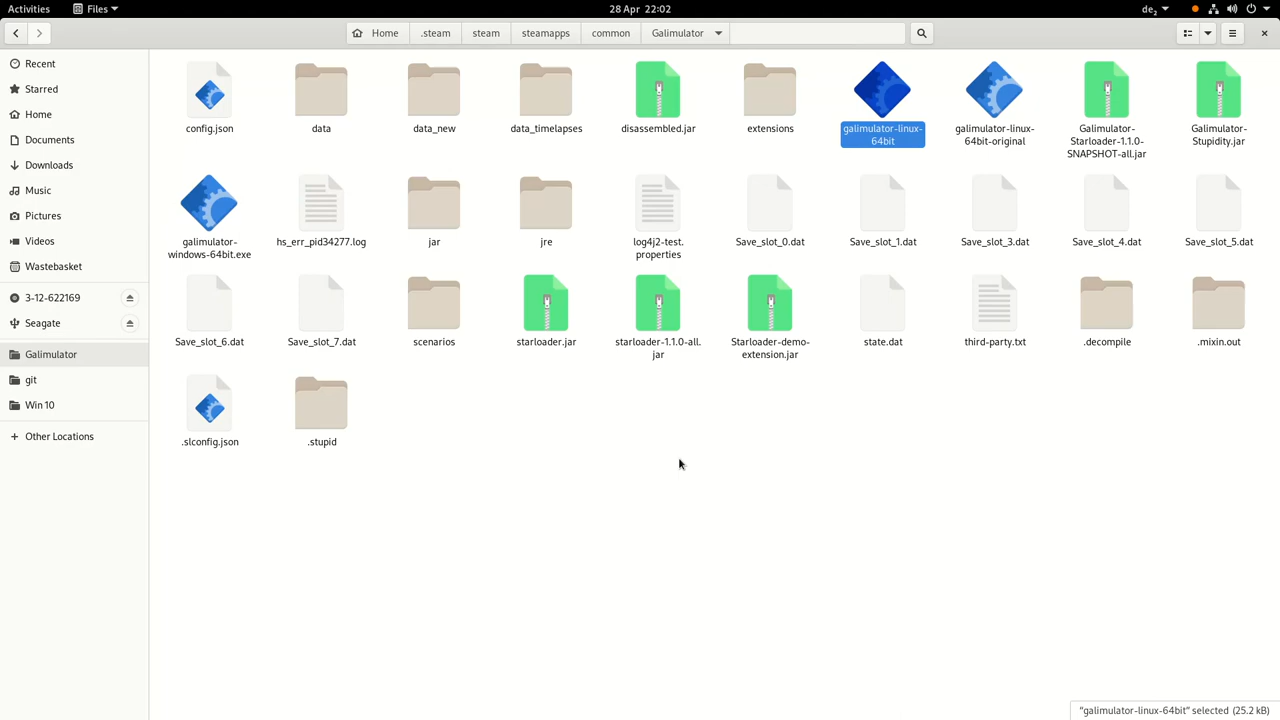 Activities
Files
28 Apr 22:02
de2
Home
.steam
steam
steamapps
common
Galimulator
Recent
Starred
Home
Documents
Downloads
Music
Pictures
Videos
Wastebasket
3-12-622169
Seagate
Galimulator
git
Win 10
+ Other Locations
config.json
data
data_new
data_timelapses
disassembled.jar
extensions
galimulator-linux-
64bit
galimulator-linux-
64bit-original
Galimulator-
Starloader-1.1.0-
SNAPSHOT-all.jar
Galimulator-
Stupidity.jar
galimulator-
windows-64bit.exe
hs_err_pid34277.log
jar
jre
log4j2-test.
properties
Save_slot_0.dat
Save_slot_1.dat
Save_slot_3.dat
Save_slot_4.dat
Save_slot_5.dat
Save_slot_6.dat
Save_slot_7.dat
scenarios
starloader.jar
starloader-1.1.0-all.
jar
Starloader-demo-
extension.jar
state.dat
third-party.txt
.decompile
.mixin.out
.slconfig.json
.stupid
"galimulator-linux-64bit" selected (25.2 kB)